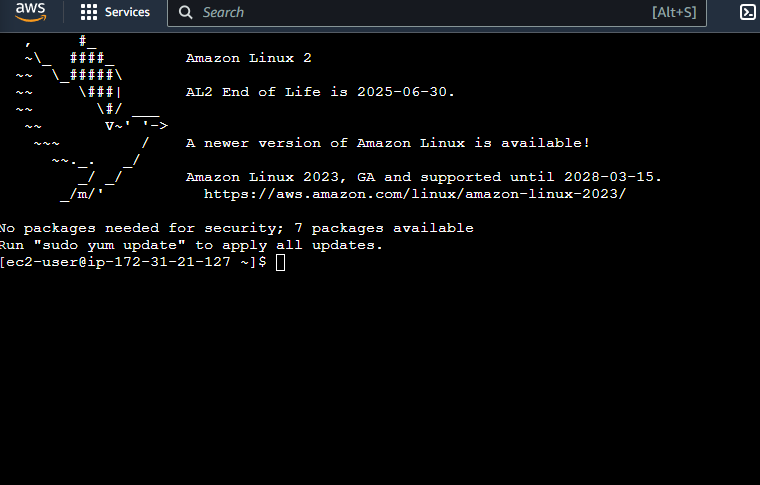 aws Services Search [Alt+S]
   ,     #_
   ~\_  ####_        Amazon Linux 2
  ~~  \_#####\
  ~~     \###|       AL2 End of Life is 2025-06-30.
  ~~       \#/ ___
   ~~       V~' '->
    ~~~         /    A newer version of Amazon Linux is available!
      ~~._.   _/
         _/ _/       Amazon Linux 2023, GA and supported until 2028-03-15.
       _/m/'           https://aws.amazon.com/linux/amazon-linux-2023/
No packages needed for security; 7 packages available
Run "sudo yum update" to apply all updates.
[ec2-user@ip-172-31-21-127 ~]$